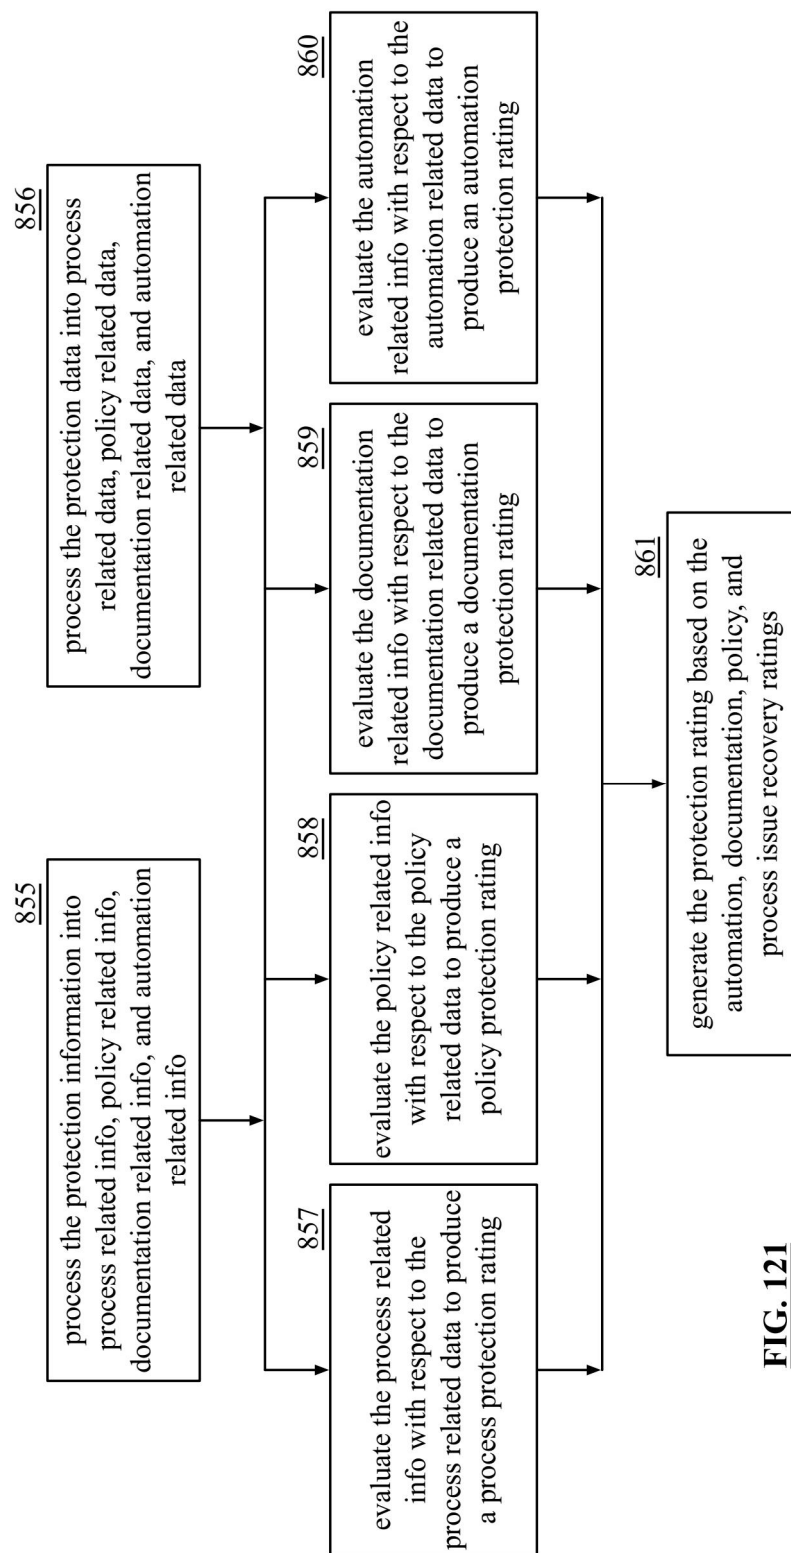 855
process the protection information into
process related info, policy related info,
documentation related info, and automation
related info
856
process the protection data into process
related data, policy related data,
documentation related data, and automation
related data
857
evaluate the process related
info with respect to the
process related data to produce
a process protection rating
858
evaluate the policy related info
with respect to the policy
related data to produce a
policy protection rating
859
evaluate the documentation
related info with respect to the
documentation related data to
produce a documentation
protection rating
860
evaluate the automation
related info with respect to the
automation related data to
produce an automation
protection rating
861
generate the protection rating based on the
automation, documentation, policy, and
process issue recovery ratings
FIG. 121